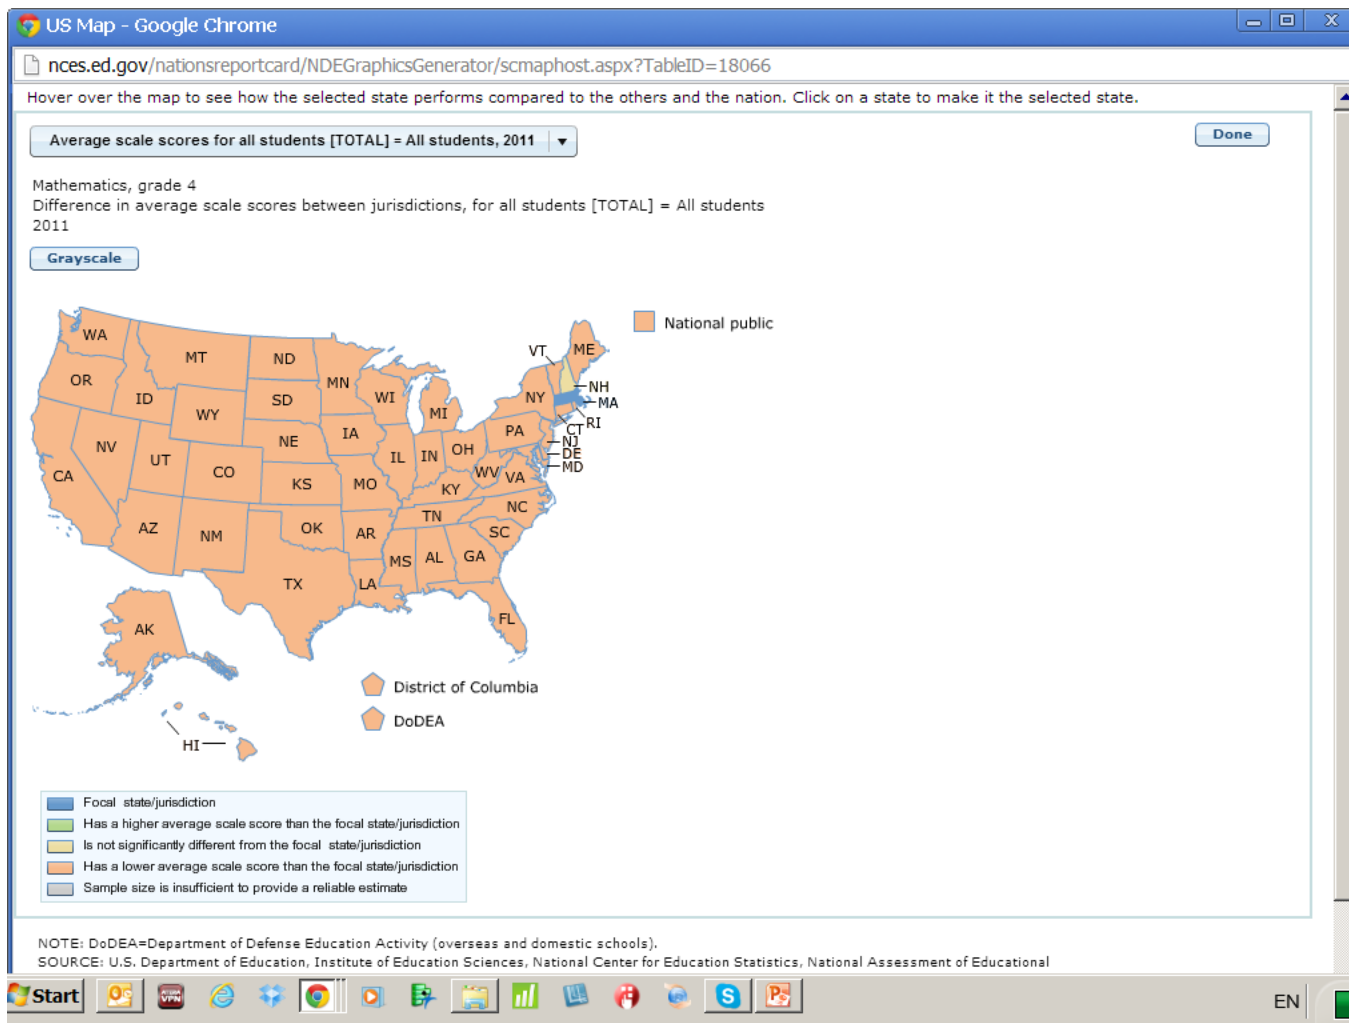 US Map - Google Chrome
nces.ed.gov/nationsreportcard/NDEGraphicsGenerator/scmaphost.aspx?TableID=18066
Hover over the map to see how the selected state performs compared to the others and the nation. Click on a state to make it the selected state.
Average scale scores for all students [TOTAL] = All students, 2011
Done
Mathematics, grade 4
Difference in average scale scores between jurisdictions, for all students [TOTAL] = All students
2011
Grayscale
National public
WA
MT
ND
MN
VT
ME
OR
ID
WY
SD
WI
MI
NY
NH
MA
RI
CT
NV
UT
CO
NE
IA
IL
IN
OH
PA
NJ
DE
MD
CA
KS
MO
KY
WV
VA
AZ
NM
OK
AR
TN
NC
SC
TX
LA
MS
AL
GA
FL
AK
HI
District of Columbia
DoDEA
Focal state/jurisdiction
Has a higher average scale score than the focal state/jurisdiction
Is not significantly different from the focal state/jurisdiction
Has a lower average scale score than the focal state/jurisdiction
Sample size is insufficient to provide a reliable estimate
NOTE: DoDEA=Department of Defense Education Activity (overseas and domestic schools).
SOURCE: U.S. Department of Education, Institute of Education Sciences, National Center for Education Statistics, National Assessment of Educational
Start
VPN
EN